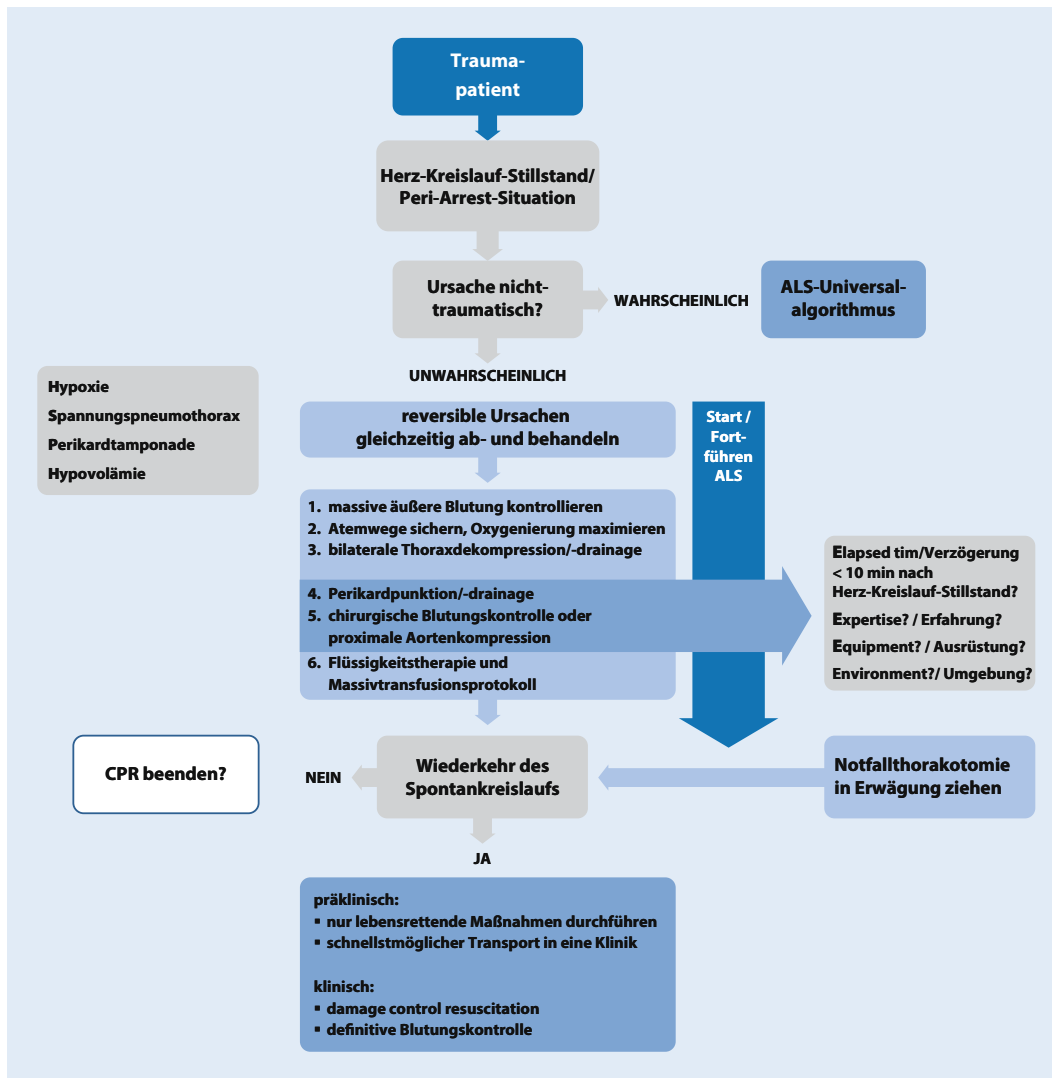 Trauma-
patient
Herz-Kreislauf-Stillstand/
Peri-Arrest-Situation
Ursache nicht-
traumatisch?
WAHRSCHEINLICH
ALS-Universal-
algorithmus
UNWAHRSCHEINLICH
Hypoxie
Spannungspneumothorax
Perikardtamponade
Hypovolämie
reversible Ursachen
gleichzeitig ab- und behandeln
Start /
Fort-
führen
ALS
1. massive äußere Blutung kontrollieren
2. Atemwege sichern, Oxygenierung maximieren
3. bilaterale Thoraxdekompression/-drainage
4. Perikardpunktion/-drainage
5. chirurgische Blutungskontrolle oder
proximale Aortenkompression
6. Flüssigkeitstherapie und
Massivtransfusionsprotokoll
Elapsed tim/Verzögerung
< 10 min nach
Herz-Kreislauf-Stillstand?
Expertise? / Erfahrung?
Equipment? / Ausrüstung?
Environment?/ Umgebung?
CPR beenden?
NEIN
Wiederkehr des
Spontankreislaufs
Notfallthorakotomie
in Erwägung ziehen
JA
präklinisch:
▪ nur lebensrettende Maßnahmen durchführen
▪ schnellstmöglicher Transport in eine Klinik
klinisch:
▪ damage control resuscitation
▪ definitive Blutungskontrolle